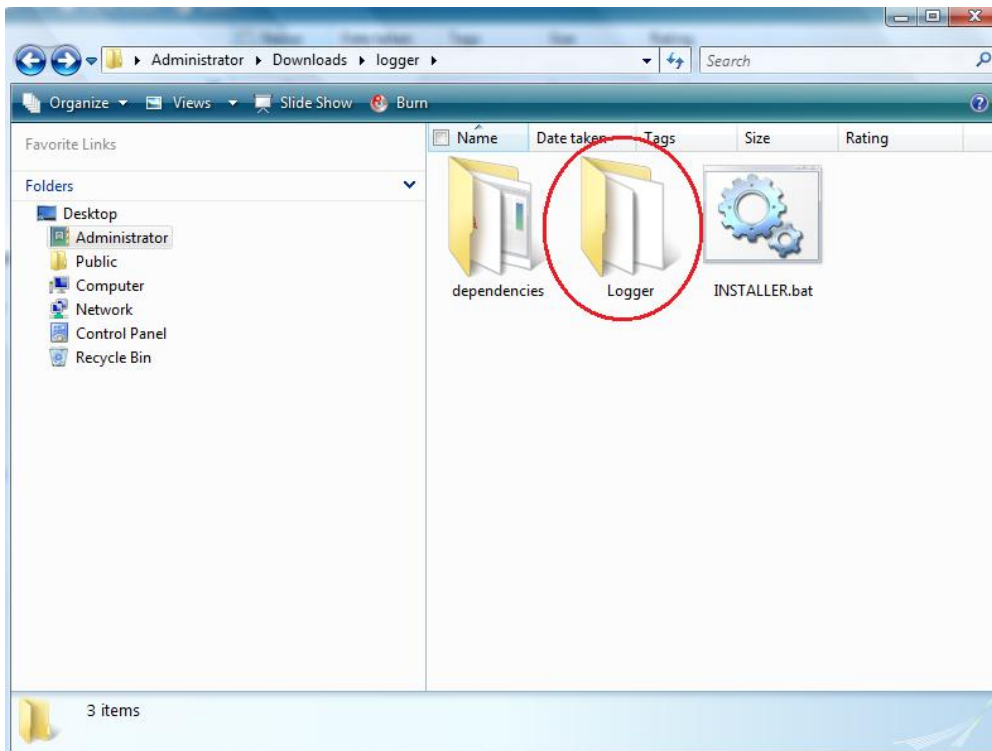 Administrator Downloads logger
Search
Organize Views Slide Show Burn
Favorite Links
Name Date taken Tags Size Rating
Folders
Desktop
Administrator
Public
Computer
Network
Control Panel
Recycle Bin
dependencies Logger INSTALLER.bat
3 items